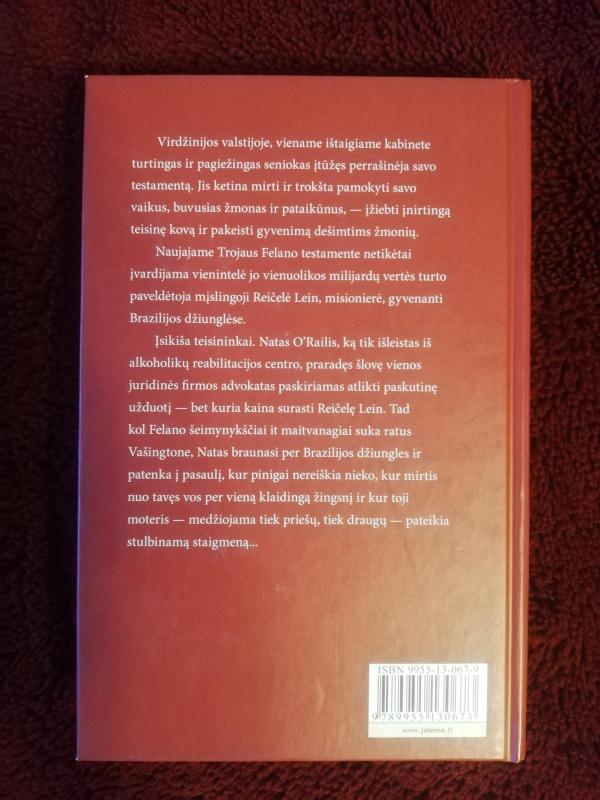 Virdžinijos valstijoje, viename ištaigiame kabinete
turtingas ir pagiežingas seniokas įtūžęs perrašinėja savo
testamentą. Jis ketina mirti ir trokšta pamokyti savo
vaikus, buvusias žmonas ir pataikūnus, — įžiebti įnirtingą
teisinę kovą ir pakeisti gyvenimą dešimtims žmonių.
Naujajame Trojaus Felano testamente netikėtai
įvardijama vienintelė jo vienuolikos milijardų vertės turto
paveldėtoja mįslingoji Reičelė Lein, misionierė, gyvenanti
Brazilijos džiunglėse.
Įsikiša teisininkai. Natas O’Railis, ką tik išleistas iš
alkoholikų reabilitacijos centro, praradęs šlovę vienos
juridinės firmos advokatas paskiriamas atlikti paskutinę
užduotį — bet kuria kaina surasti Reičelę Lein. Tad
kol Felano šeimynykščiai it maitvanagiai suka ratus
Vašingtone, Natas braunasi per Brazilijos džiungles ir
patenka į pasaulį, kur pinigai nereiškia nieko, kur mirtis
nuo tavęs vos per vieną klaidingą žingsnį ir kur toji
moteris — medžiojama tiek priešų, tiek draugų — pateikia
stulbinamą staigmeną...
ISBN 9955-13-067-9
9 789955 130673
www.jotema.lt